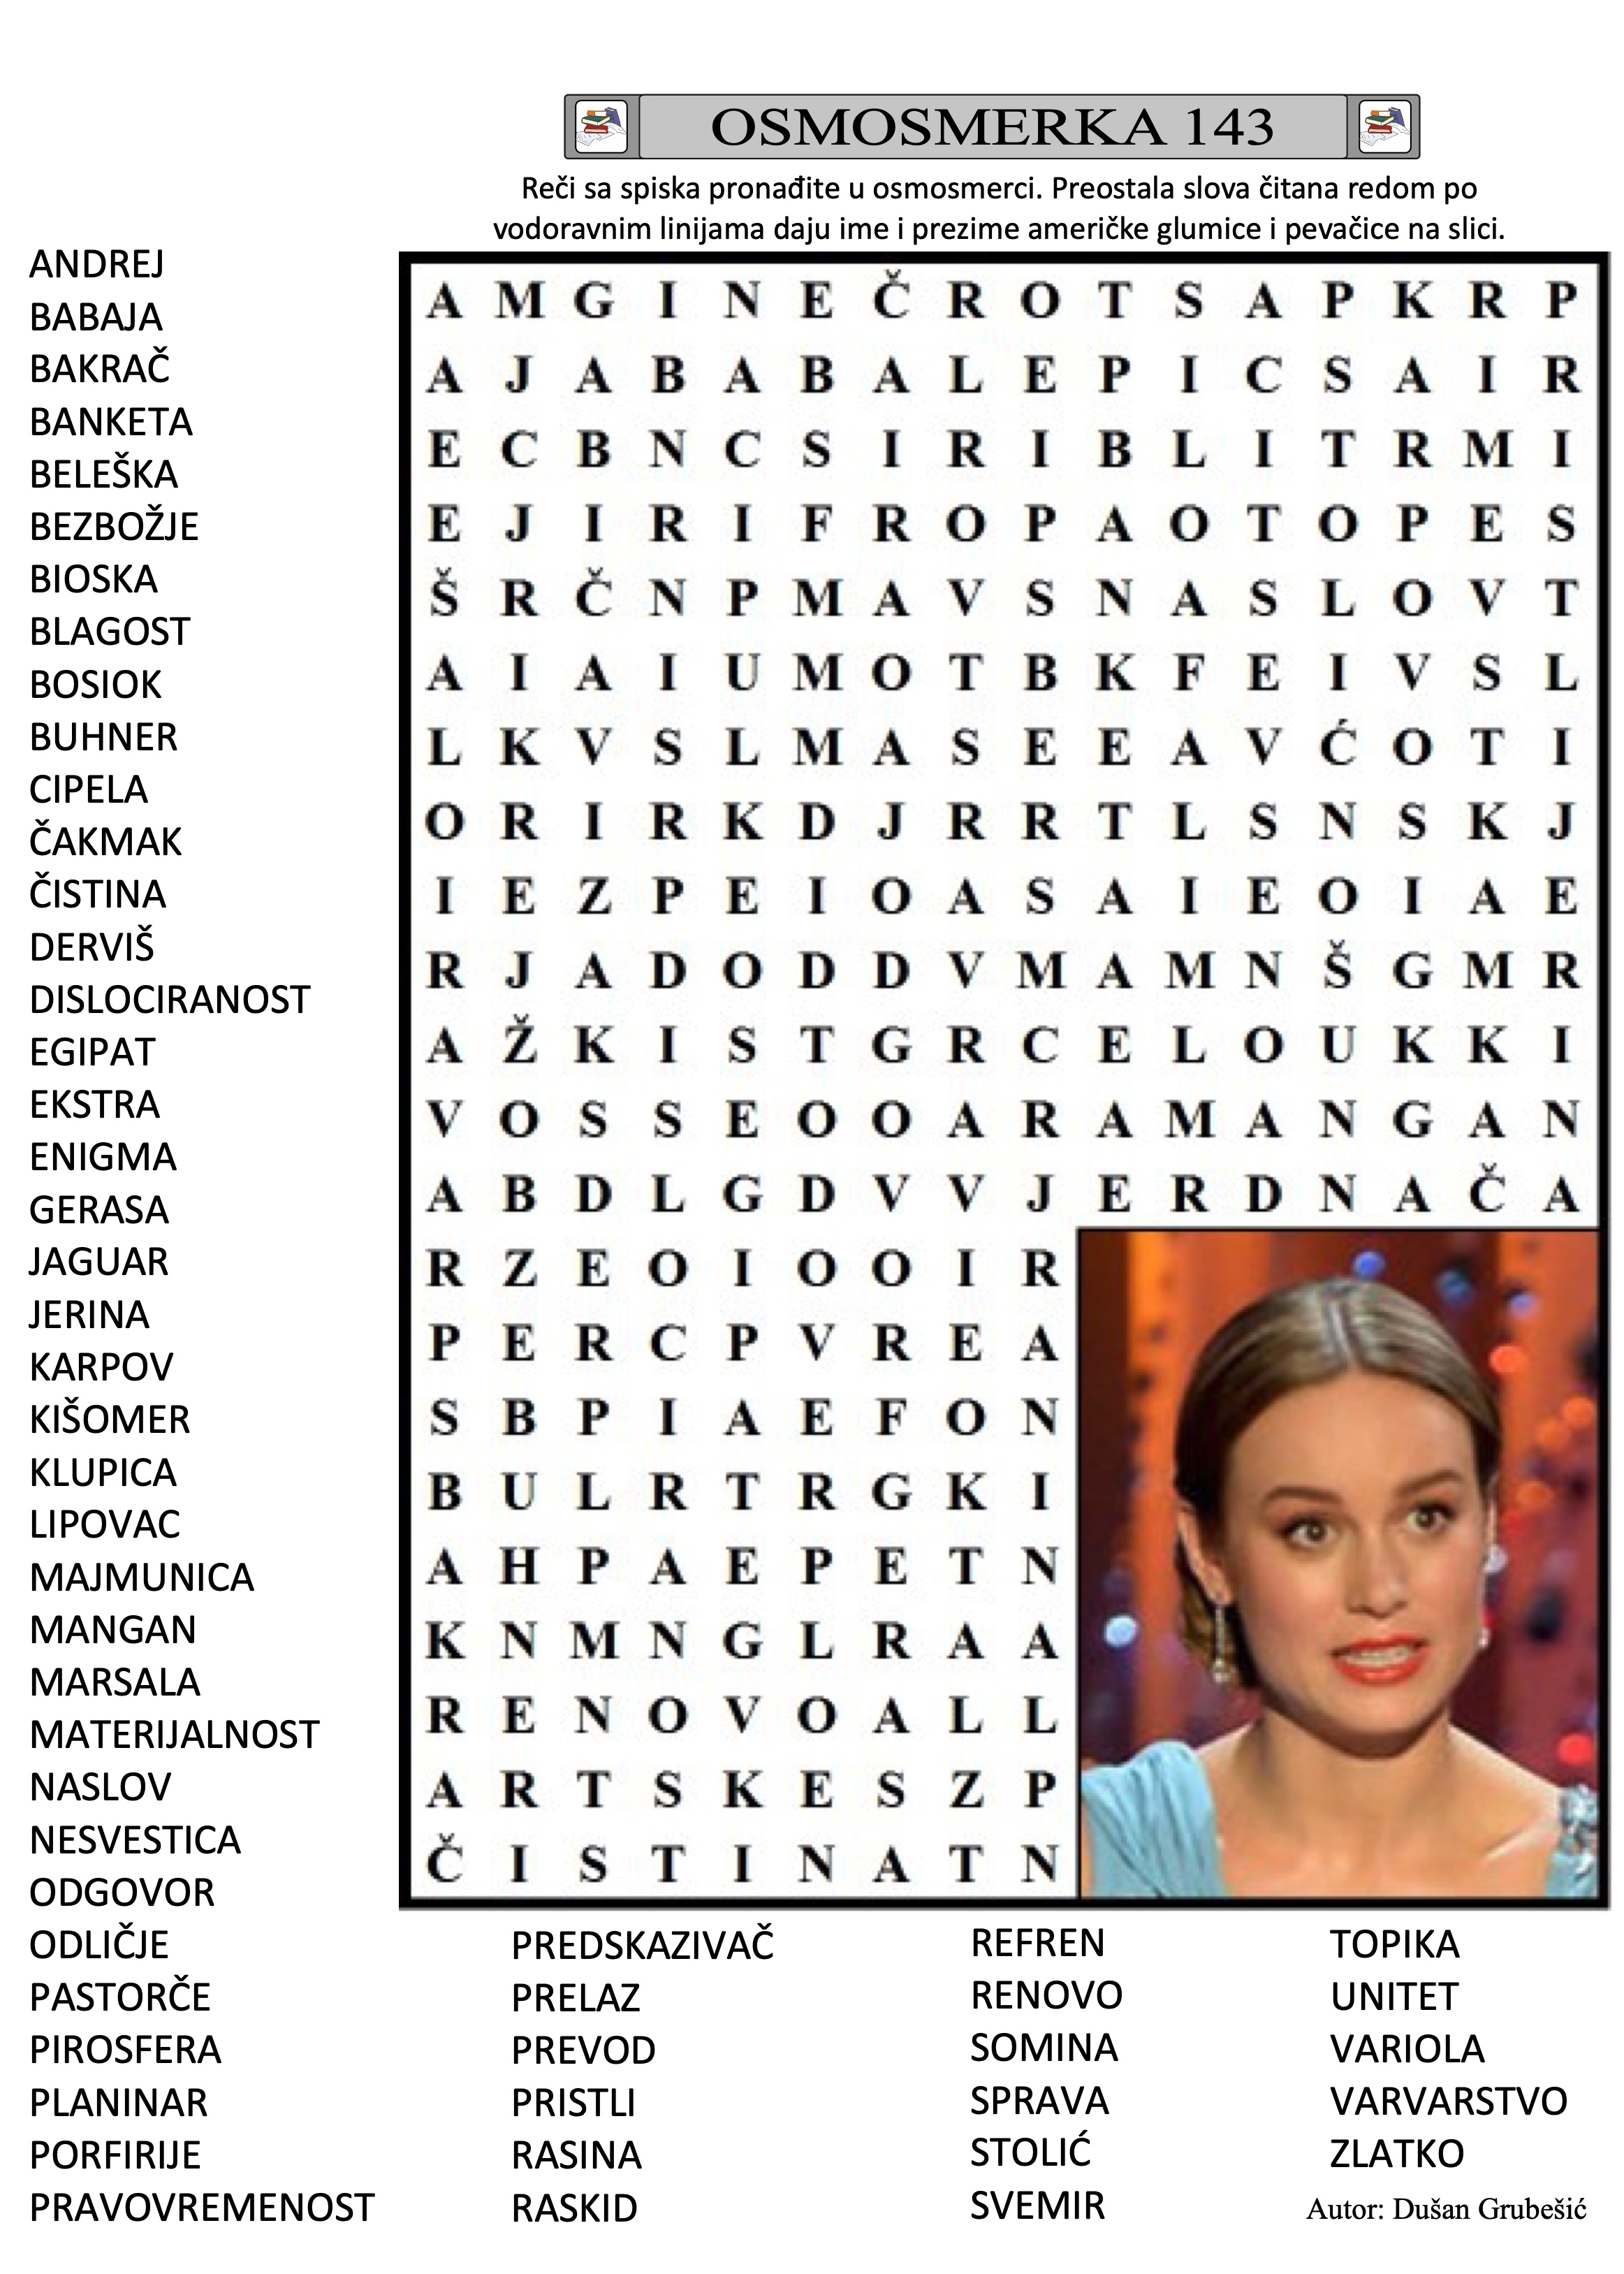 OSMOSMERKA 143
Reči sa spiska pronađite u osmosmerci. Preostala slova čitana redom po
vodoravnim linijama daju ime i prezime američke glumice i pevačice na slici.
ANDREJ
BABAJA
BAKRAČ
BANKETA
BELEŠKA
BEZBOŽJE
BIOSKA
BLAGOST
BOSIOK
BUHNER
CIPELA
ČAKMAK
ČISTINA
DERVIŠ
DISLOCIRANOST
EGIPAT
EKSTRA
ENIGMA
GERASA
JAGUAR
JERINA
KARPOV
KIŠOMER
KLUPICA
LIPOVAC
MAJMUNICA
MANGAN
MARSALA
MATERIJALNOST
NASLOV
NESVESTICA
ODGOVOR
ODLIČJE
PASTORČE
PIROSFERA
PLANINAR
PORFIRIJE
PRAVOVREMENOST
A M G I N E Č R O T S A P K R P
A J A B A B A L E P I C S A I R
E C B N C S I R I B L I T R M I
E J I R I F R O P A O T O P E S
Š R Č N P M A V S N A S L O V T
A I A I U M O T B K F E I V S L
L K V S L M A S E E A V Ć O T I
O R I R K D J R R T L S N S K J
I E Z P E I O A S A I E O I A E
R J A D O D D V M A M N Š G M R
A Ž K I S T G R C E L O U K K I
V O S S E O O A R A M A N G A N
A B D L G D V V J E R D N A Č A
R Z E O I O O I R
P E R C P V R E A
S B P I A E F O N
B U L R T R G K I
A H P A E P E T N
K N M N G L R A A
R E N O V O A L L
A R T S K E S Z P
Č I S T I N A T N
PREDSKAZIVAČ
PRELAZ
PREVOD
PRISTLI
RASINA
RASKID
REFREN
RENOVO
SOMINA
SPRAVA
STOLIĆ
SVEMIR
TOPIKA
UNITET
VARIOLA
VARVARSTVO
ZLATKO
Autor: Dušan Grubešić